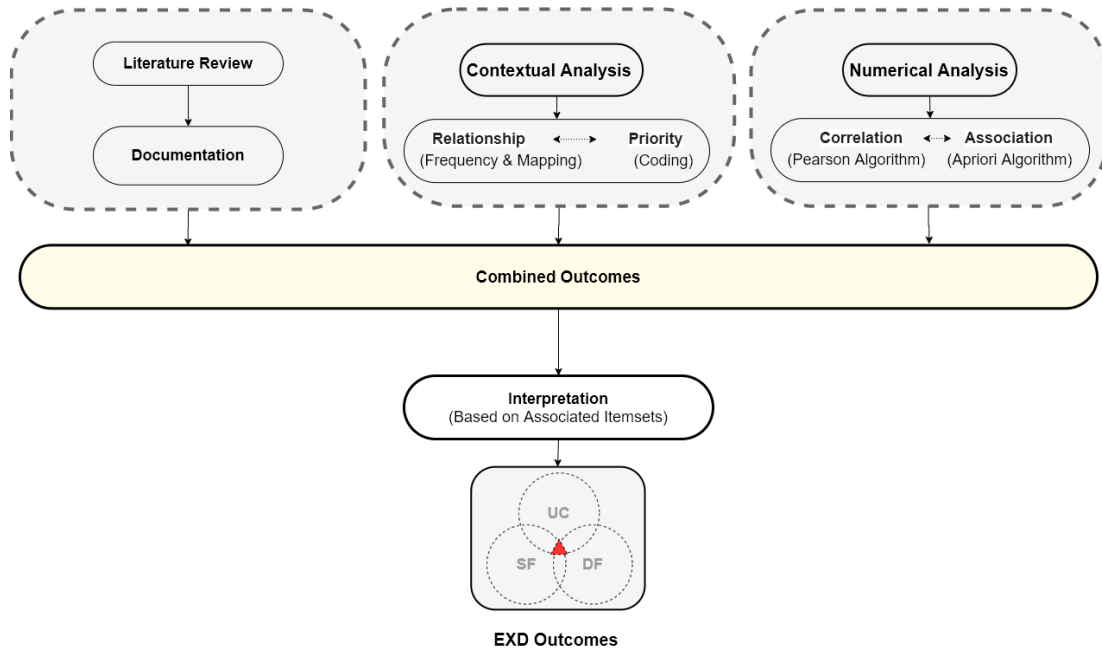 Literature Review
Documentation
Contextual Analysis
Relationship Priority
(Frequency & Mapping) (Coding)
Numerical Analysis
Correlation Association
(Pearson Algorithm) (Apriori Algorithm)
Combined Outcomes
Interpretation
(Based on Associated Itemsets)
UC
SF DF
EXD Outcomes